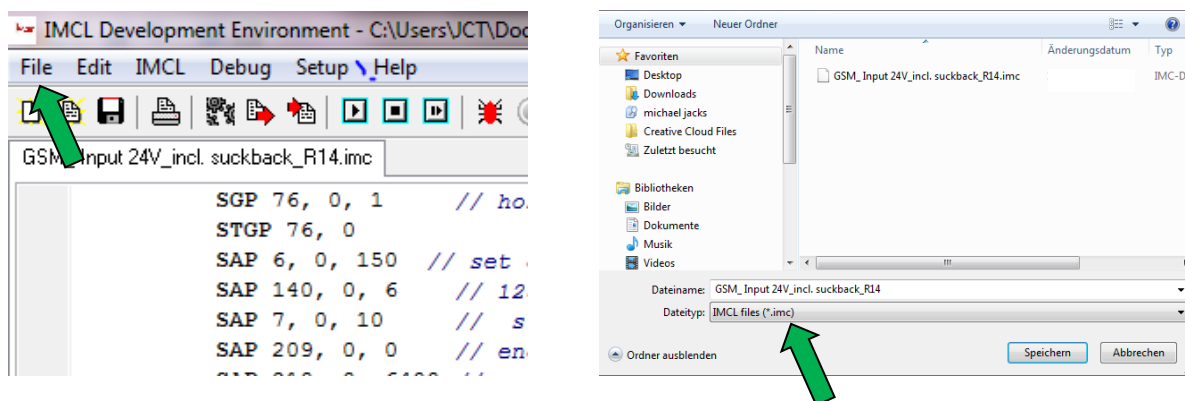 IMCL Development Environment - C:\Users\JCT\Doc
File Edit IMCL Debug Setup Help
GSM_Input 24V_incl. suckback_R14.imc
SGP 76, 0, 1 // ho
STGP 76, 0
SAP 6, 0, 150 // set
SAP 140, 0, 6 // 12
SAP 7, 0, 10 // s
SAP 209, 0, 0 // en
Organisieren Neuer Ordner
Favoriten
Desktop
Downloads
michael jacks
Creative Cloud Files
Zuletzt besucht
Bibliotheken
Bilder
Dokumente
Musik
Videos
Name Änderungsdatum Typ
GSM_ Input 24V_incl. suckback_R14.imc IMC-D
Dateiname: GSM_ Input 24V_incl. suckback_R14
Dateityp: IMCL files (*.imc)
Ordner ausblenden Speichern Abbrechen